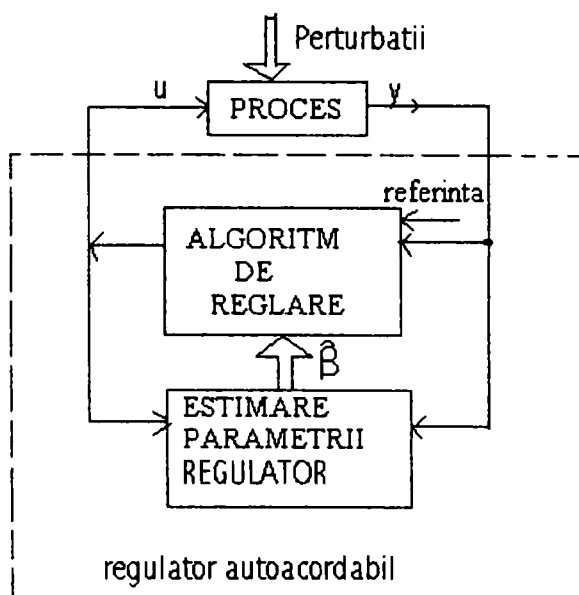 Perturbatii
u
PROCES
y
referinta
ALGORITM
DE
REGLARE
β̂
ESTIMARE
PARAMETRII
REGULATOR
regulator autoacordabil